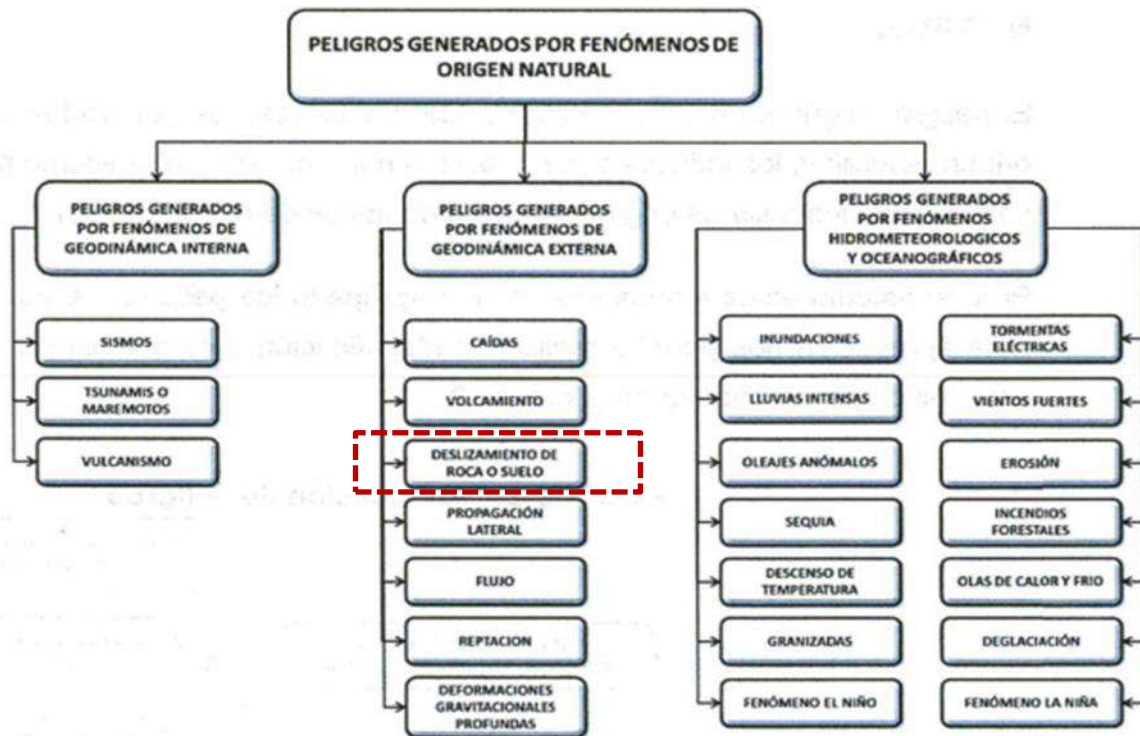 PELIGROS GENERADOS POR FENÓMENOS DE
ORIGEN NATURAL
PELIGROS GENERADOS
POR FENÓMENOS DE
GEODINÁMICA INTERNA
SISMOS
TSUNAMIS O
MAREMOTOS
VULCANISMO
PELIGROS GENERADOS
POR FENÓMENOS DE
GEODINÁMICA EXTERNA
CAÍDAS
VOLCAMIENTO
DESLIZAMIENTO DE
ROCA O SUELO
PROPAGACIÓN
LATERAL
FLUJO
REPTACION
DEFORMACIONES
GRAVITACIONALES
PROFUNDAS
PELIGROS GENERADOS
POR FENÓMENOS
HIDROMETEOROLOGICOS
Y OCEANOGRÁFICOS
INUNDACIONES
LLUVIAS INTENSAS
OLEAJES ANÓMALOS
SEQUIA
DESCENSO DE
TEMPERATURA
GRANIZADAS
FENÓMENO EL NIÑO
TORMENTAS
ELÉCTRICAS
VIENTOS FUERTES
EROSIÓN
INCENDIOS
FORESTALES
OLAS DE CALOR Y FRIO
DEGLACIACIÓN
FENÓMENO LA NIÑA